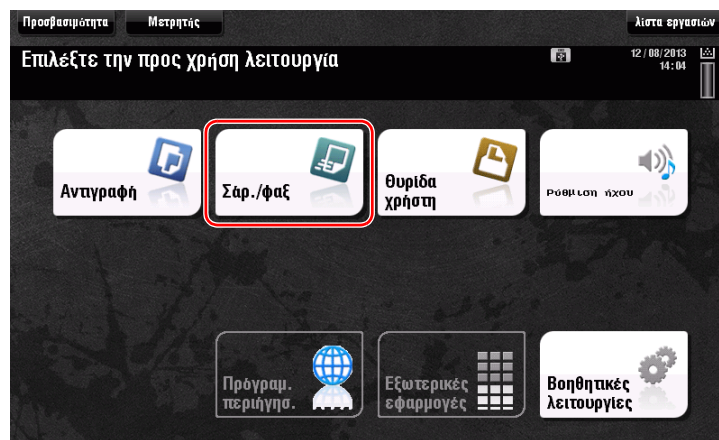 Προσβασιμότητα Μετρητής λίστα εργασιών
Επιλέξτε την προς χρήση λειτουργία
12/08/2013
14:04
Αντιγραφή
Σάρ./φαξ
Θυρίδα
χρήστη
Ρύθμιση ήχου
Πρόγραμ.
περιήγησ.
Εξωτερικές
εφαρμογές
Βοηθητικές
λειτουργίες